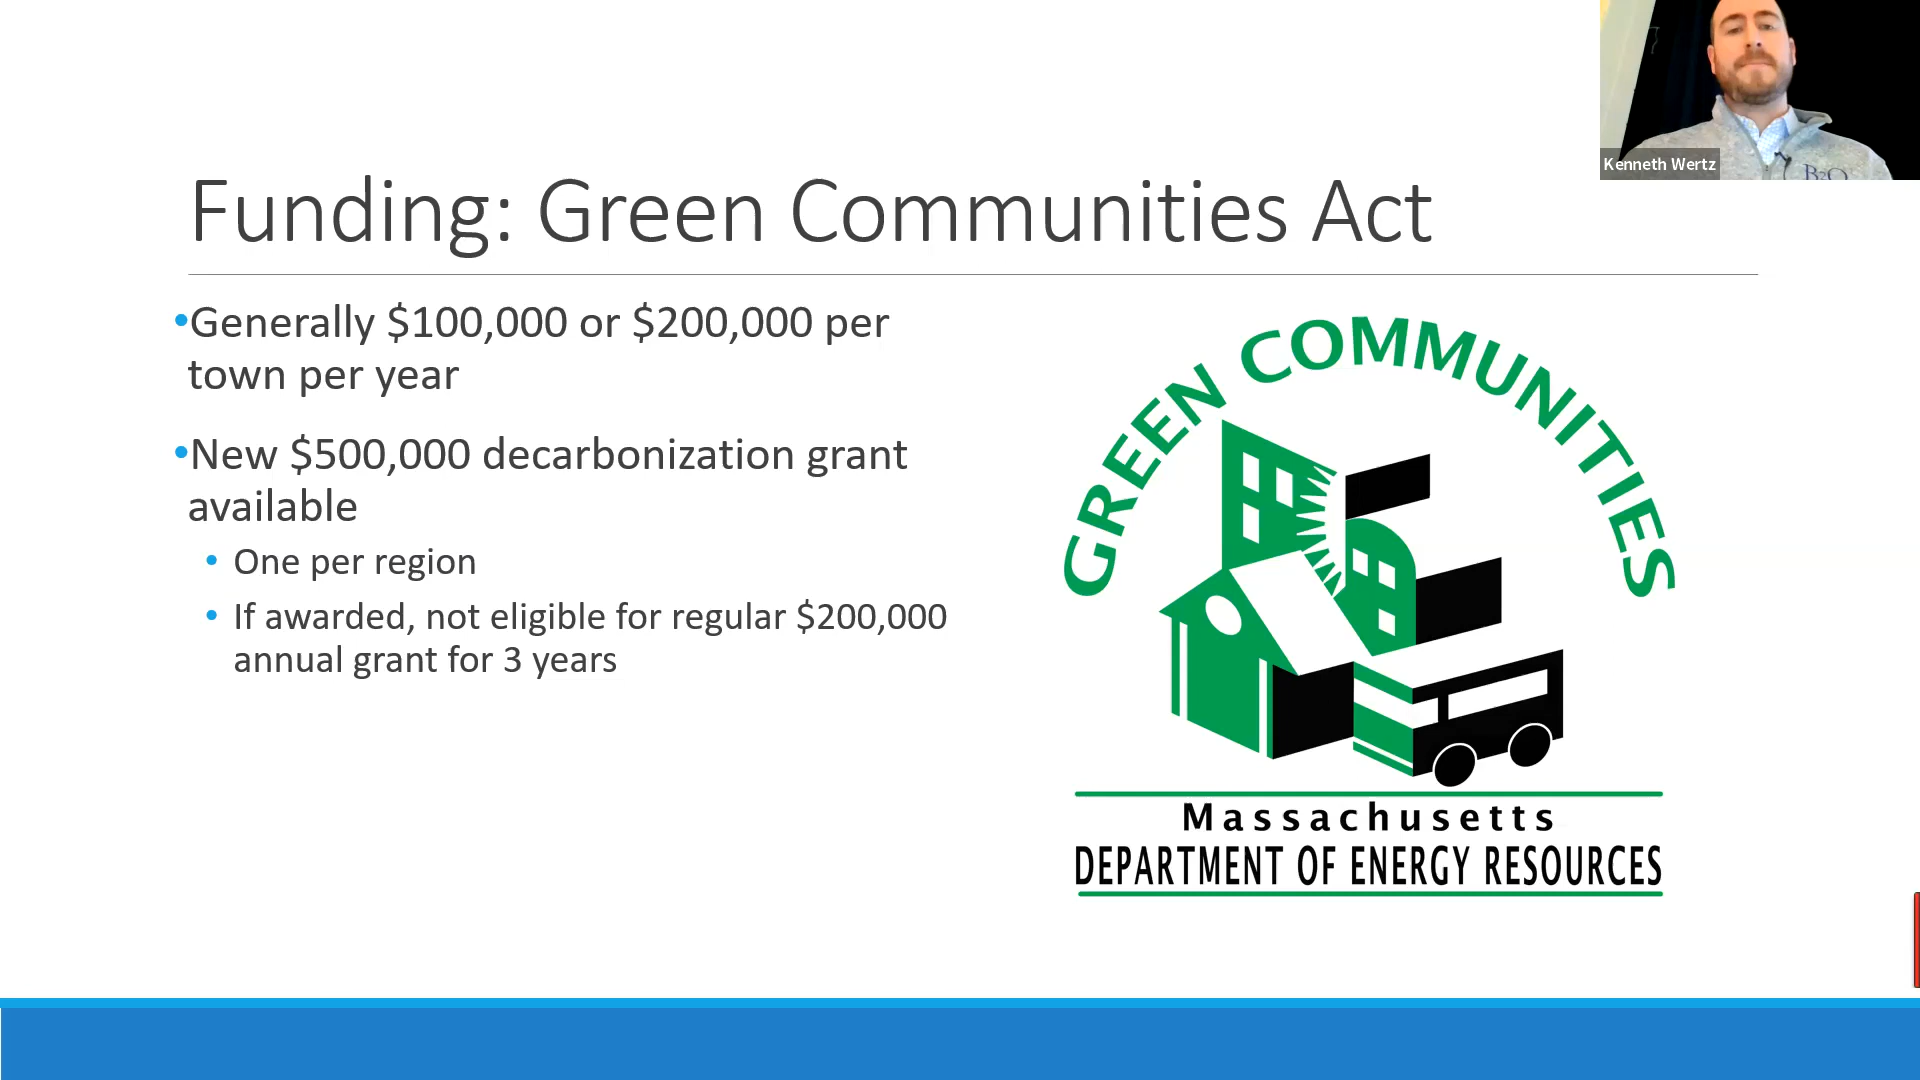 Kenneth Wertz
B2O
Funding: Green Communities Act
•Generally $100,000 or $200,000 per
town per year
•New $500,000 decarbonization grant
available
• One per region
• If awarded, not eligible for regular $200,000
annual grant for 3 years
GREEN COMMUNITIES
Massachusetts
DEPARTMENT OF ENERGY RESOURCES